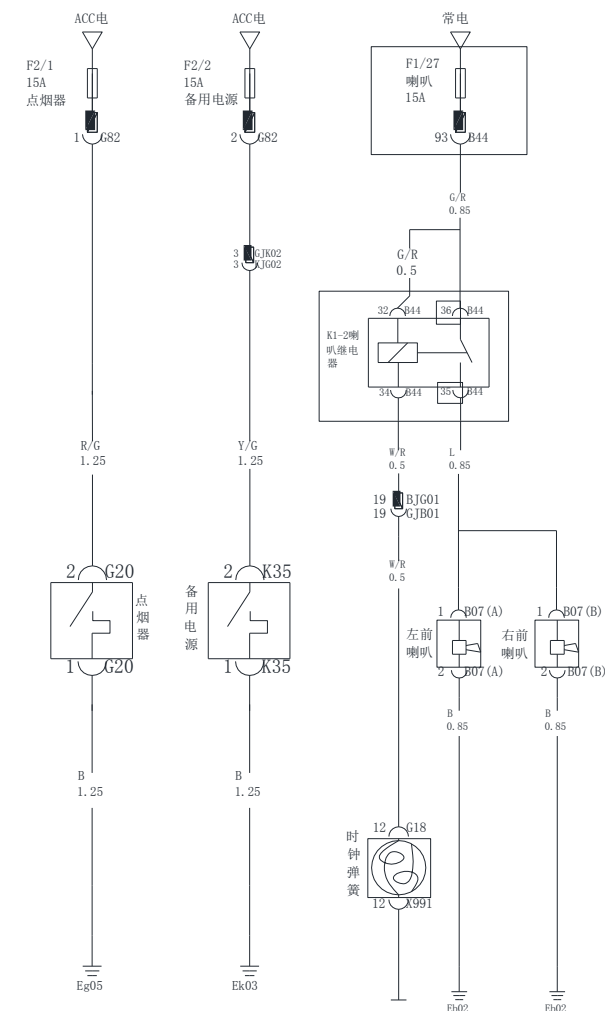 ACC电
ACC电
常电
F2/1
15A
点烟器
F2/2
15A
备用电源
F1/27
喇叭
15A
1 G82
2 G82
93 B44
G/R
0.85
3 GJK02
3 KJG02
G/R
0.5
32 B44
36 B44
K1-2喇
叭继电
器
34 B44
35 B44
R/G
1.25
Y/G
1.25
W/R
0.5
L
0.85
19 BJG01
19 GJB01
W/R
0.5
2 G20
点烟器
1 G20
2 K35
备用电源
1 K35
1 B07(A)
左前
喇叭
2 B07(A)
1 B07(B)
右前
喇叭
2 B07(B)
B
0.85
B
0.85
B
1.25
B
1.25
12 G18
时钟弹簧
12 X991
Eg05
Ek03
Eb02
Eb02